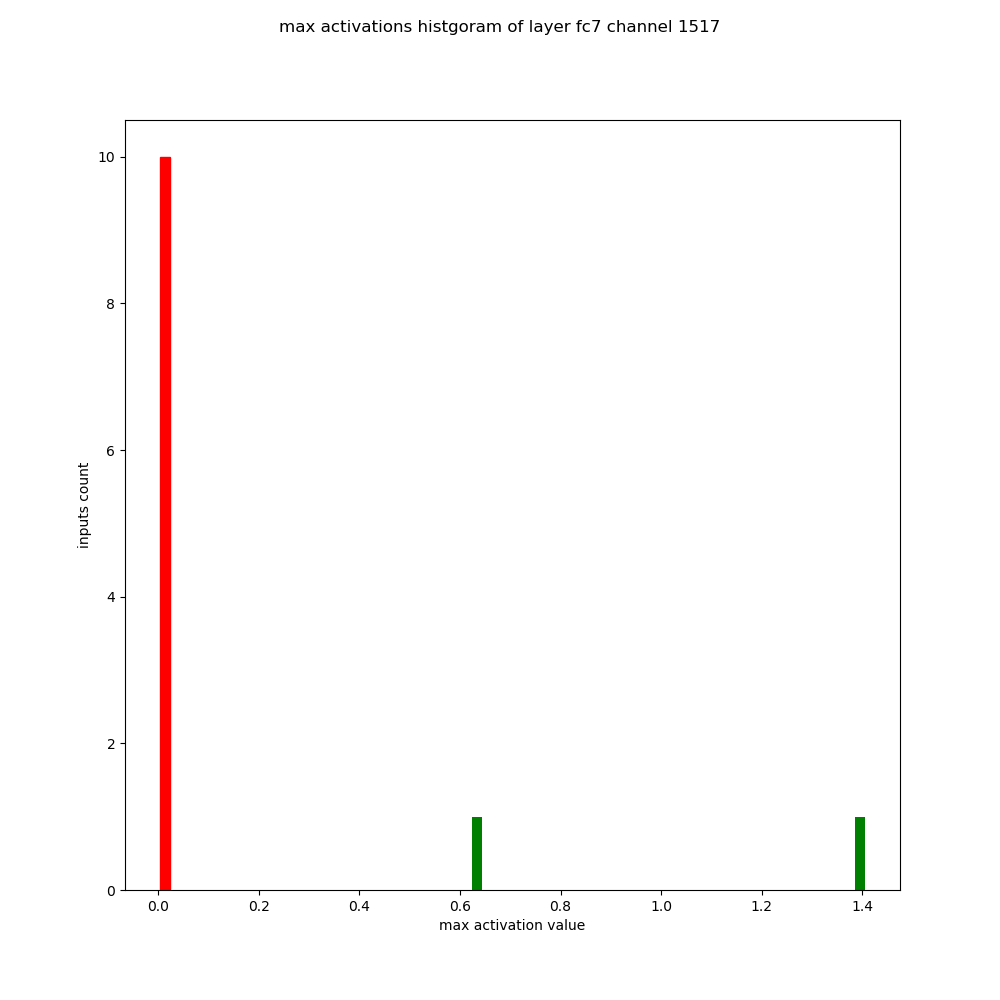 max activations histgoram of layer fc7 channel 1517
10
8
6
4
2
0
inputs count
0.0 0.2 0.4 0.6 0.8 1.0 1.2 1.4
max activation value